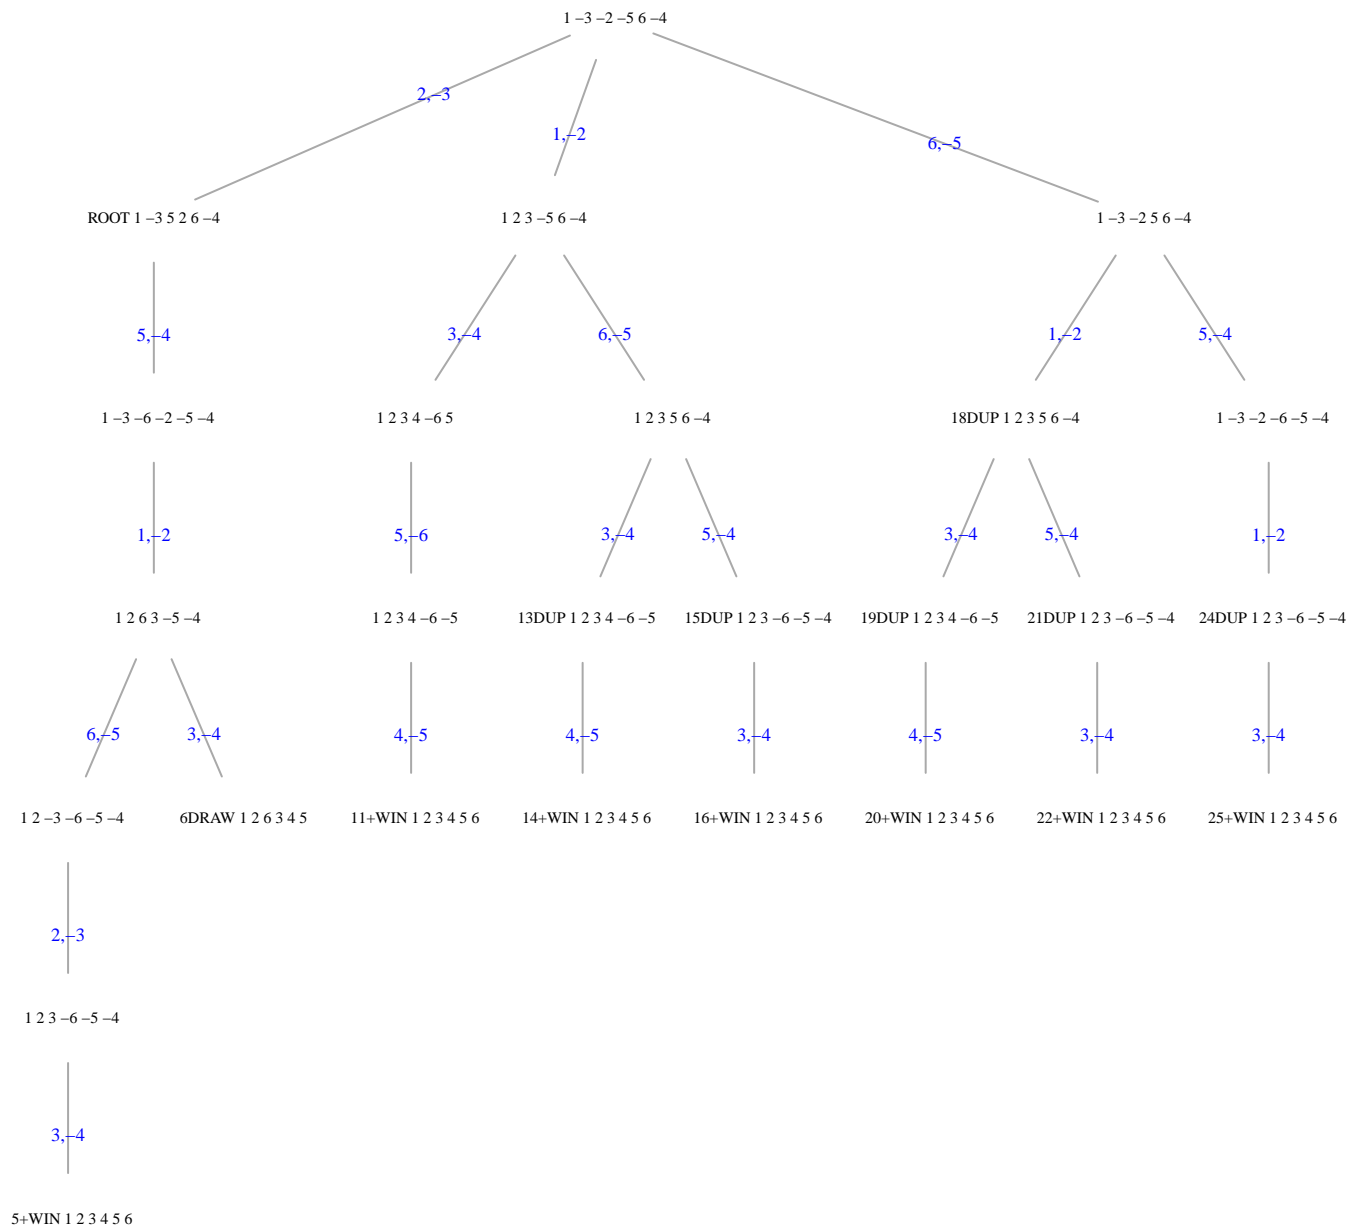 1 –3 –2 –5 6 –4
2,–3
1,–2
6,–5
ROOT 1 –3 5 2 6 –4
1 2 3 –5 6 –4
1 –3 –2 5 6 –4
5,–4
3,–4
6,–5
1,–2
5,–4
1 –3 –6 –2 –5 –4
1 2 3 4 –6 5
1 2 3 5 6 –4
18DUP 1 2 3 5 6 –4
1 –3 –2 –6 –5 –4
1,–2
5,–6
3,–4
5,–4
3,–4
5,–4
1,–2
1 2 6 3 –5 –4
1 2 3 4 –6 –5
13DUP 1 2 3 4 –6 –5
15DUP 1 2 3 –6 –5 –4
19DUP 1 2 3 4 –6 –5
21DUP 1 2 3 –6 –5 –4
24DUP 1 2 3 –6 –5 –4
6,–5
3,–4
4,–5
4,–5
3,–4
4,–5
3,–4
3,–4
1 2 –3 –6 –5 –4
6DRAW 1 2 6 3 4 5
11+WIN 1 2 3 4 5 6
14+WIN 1 2 3 4 5 6
16+WIN 1 2 3 4 5 6
20+WIN 1 2 3 4 5 6
22+WIN 1 2 3 4 5 6
25+WIN 1 2 3 4 5 6
2,–3
1 2 3 –6 –5 –4
3,–4
5+WIN 1 2 3 4 5 6